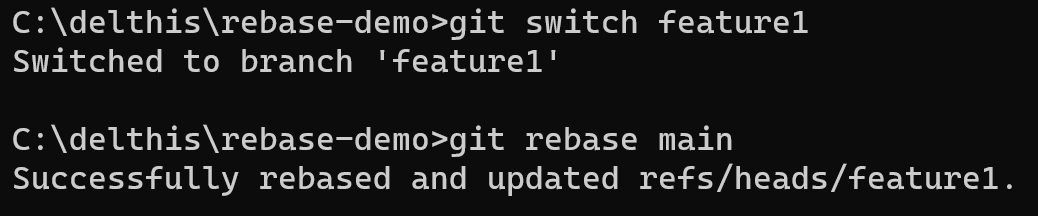 C:\delthis\rebase-demo>git switch feature1
Switched to branch 'feature1'
C:\delthis\rebase-demo>git rebase main
Successfully rebased and updated refs/heads/feature1.